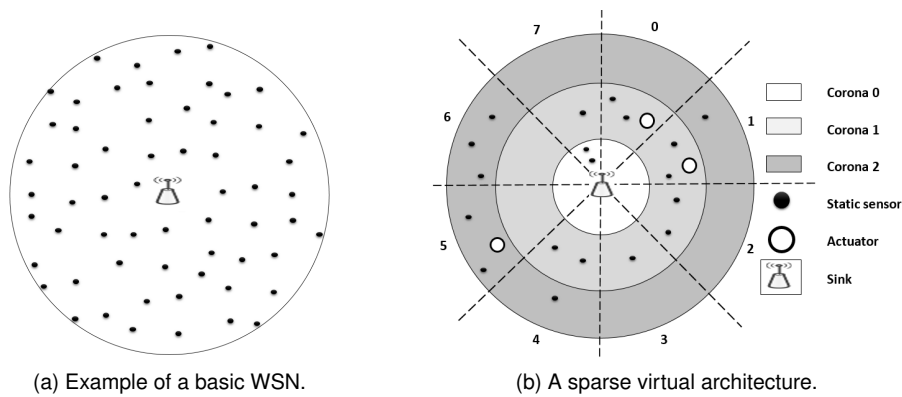 7
0
6
1
5
2
4
3
Corona 0
Corona 1
Corona 2
Static sensor
Actuator
Sink
(a) Example of a basic WSN.
(b) A sparse virtual architecture.